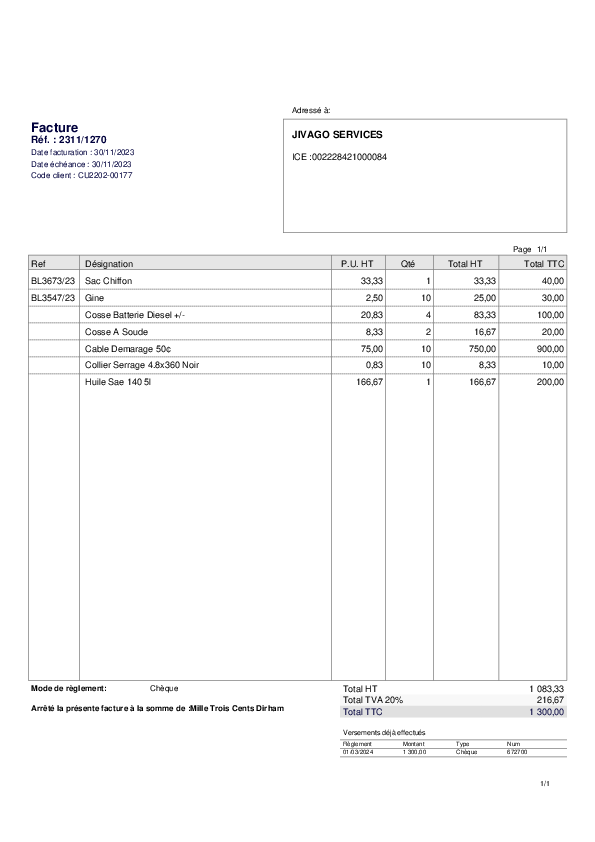 Adressé à:
Facture
Réf. : 2311/1270
Date facturation : 30/11/2023
Date échéance : 30/11/2023
Code client : CU2202-00177
JIVAGO SERVICES
ICE :002228421000084
Page 1/1
Ref Désignation P.U. HT Qté Total HT Total TTC
BL3673/23 Sac Chiffon 33,33 1 33,33 40,00
BL3547/23 Gine 2,50 10 25,00 30,00
Cosse Batterie Diesel +/- 20,83 4 83,33 100,00
Cosse A Soude 8,33 2 16,67 20,00
Cable Demarage 50¢ 75,00 10 750,00 900,00
Collier Serrage 4.8x360 Noir 0,83 10 8,33 10,00
Huile Sae 140 5l 166,67 1 166,67 200,00
Mode de règlement: Chèque
Arrêté la présente facture à la somme de :Mille Trois Cents Dirham
Total HT 1 083,33
Total TVA 20% 216,67
Total TTC 1 300,00
Versements déjà effectués
Règlement Montant Type Num
01/03/2024 1 300,00 Chèque 672700
1/1